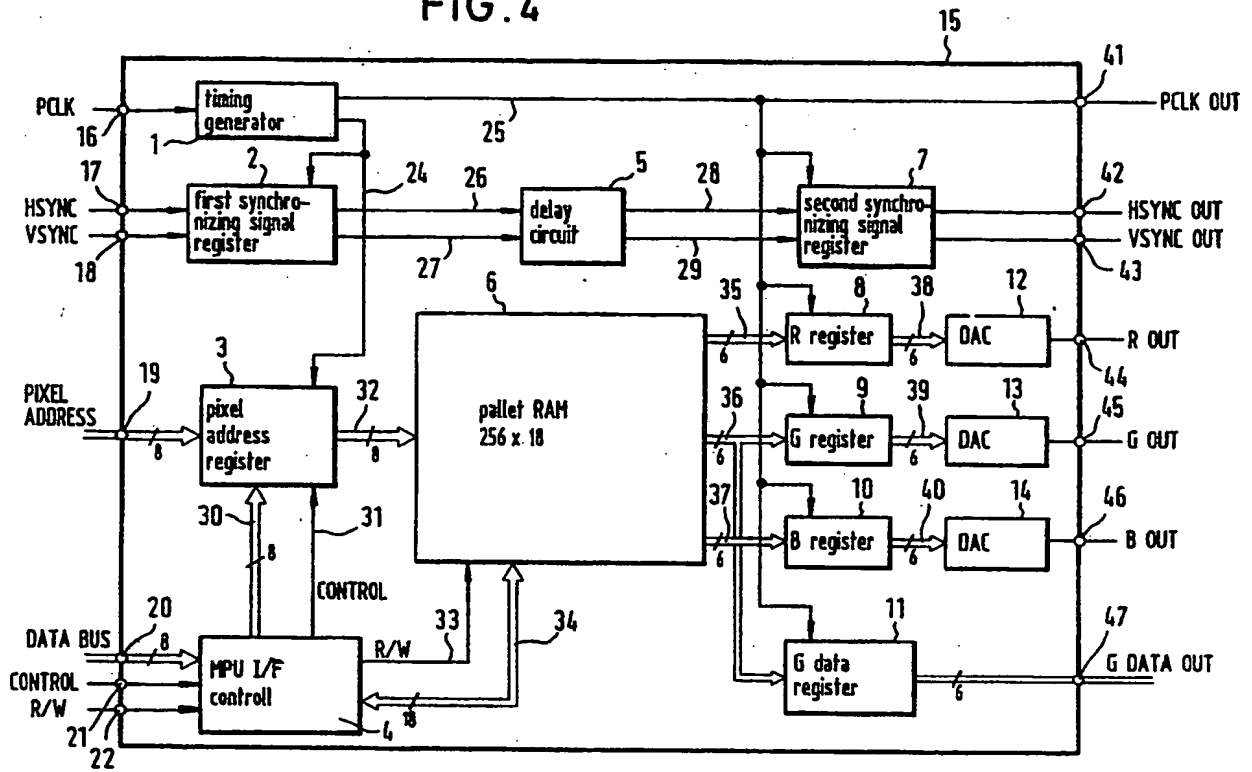 FIG. 4
15
41
PCLK
16
timing
generator
1
25
PCLK OUT
17
2
24
26
5
28
7
42
HSYNC
VSYNC
18
first synchro-
nizing signal
register
27
delay
circuit
29
second synchro-
nizing signal
register
HSYNC OUT
VSYNC OUT
43
6
35
8
38
12
6
R register
6
DAC
R OUT
44
PIXEL
ADDRESS
19
8
3
pixel
address
register
32
8
pallet RAM
256 x 18
36
6
9
G register
39
6
13
DAC
45
G OUT
30
8
31
CONTROL
37
6
10
B register
40
6
14
DAC
46
B OUT
DATA BUS
20
8
CONTROL
R/W
21
22
MPU I/F
controll
4
R/W
33
34
18
11
G data
register
6
47
G DATA OUT